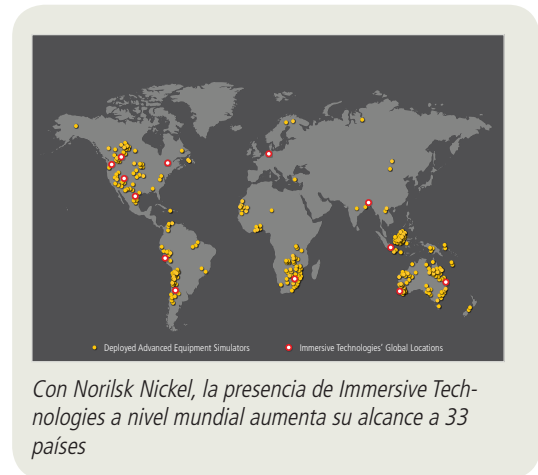 Deployed Advanced Equipment Simulators
Immersive Technologies' Global Locations
Con Norilsk Nickel, la presencia de Immersive Tech-
nologies a nivel mundial aumenta su alcance a 33
países